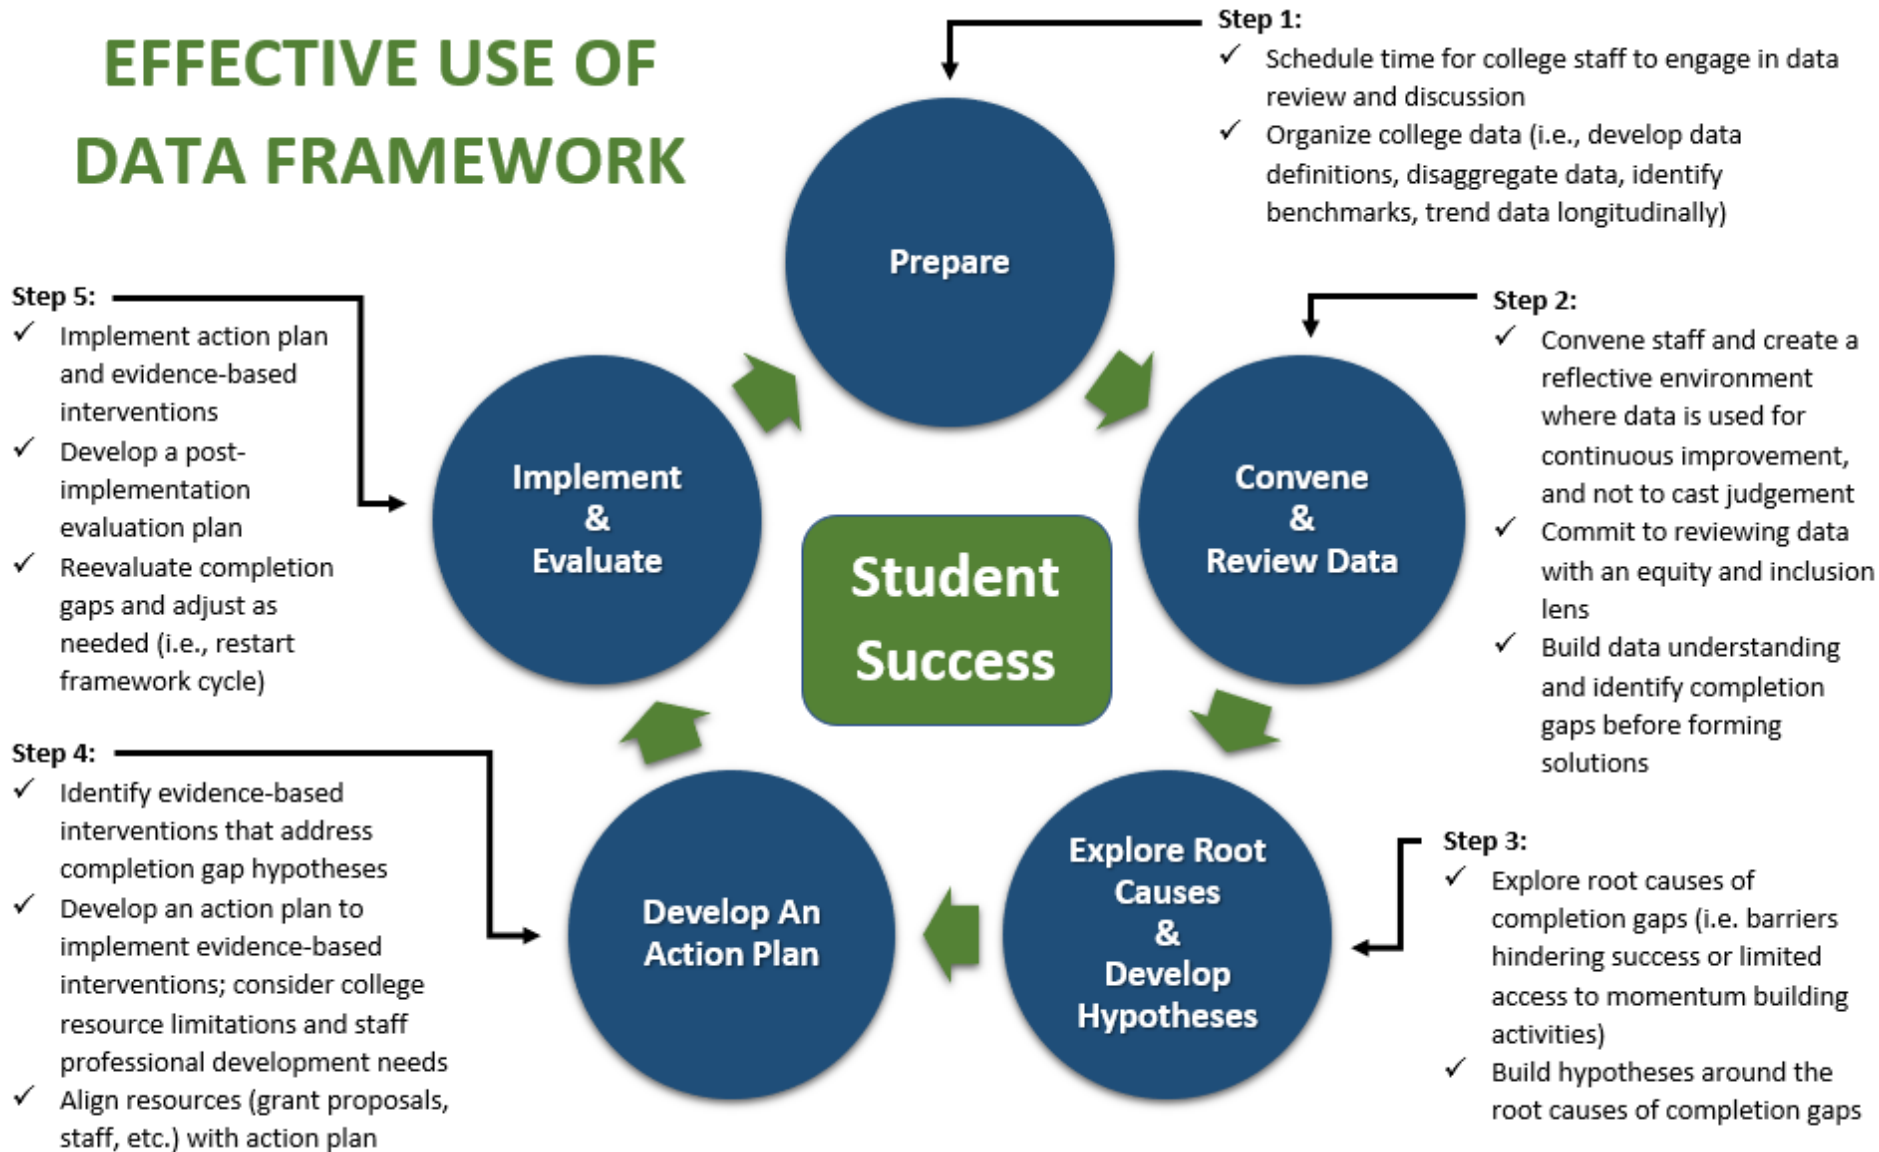 EFFECTIVE USE OF
DATA FRAMEWORK
Step 1:
✓ Schedule time for college staff to engage in data
review and discussion
✓ Organize college data (i.e., develop data
definitions, disaggregate data, identify
benchmarks, trend data longitudinally)
Prepare
Step 2:
✓ Convene staff and create a
reflective environment
where data is used for
continuous improvement,
and not to cast judgement
✓ Commit to reviewing data
with an equity and inclusion
lens
✓ Build data understanding
and identify completion
gaps before forming
solutions
Convene
&
Review Data
Step 3:
✓ Explore root causes of
completion gaps (i.e. barriers
hindering success or limited
access to momentum building
activities)
✓ Build hypotheses around the
root causes of completion gaps
Explore Root
Causes
&
Develop
Hypotheses
Step 4:
✓ Identify evidence-based
interventions that address
completion gap hypotheses
✓ Develop an action plan to
implement evidence-based
interventions; consider college
resource limitations and staff
professional development needs
✓ Align resources (grant proposals,
staff, etc.) with action plan
Develop An
Action Plan
Step 5:
✓ Implement action plan
and evidence-based
interventions
✓ Develop a post-
implementation
evaluation plan
✓ Reevaluate completion
gaps and adjust as
needed (i.e., restart
framework cycle)
Implement
&
Evaluate
Student
Success